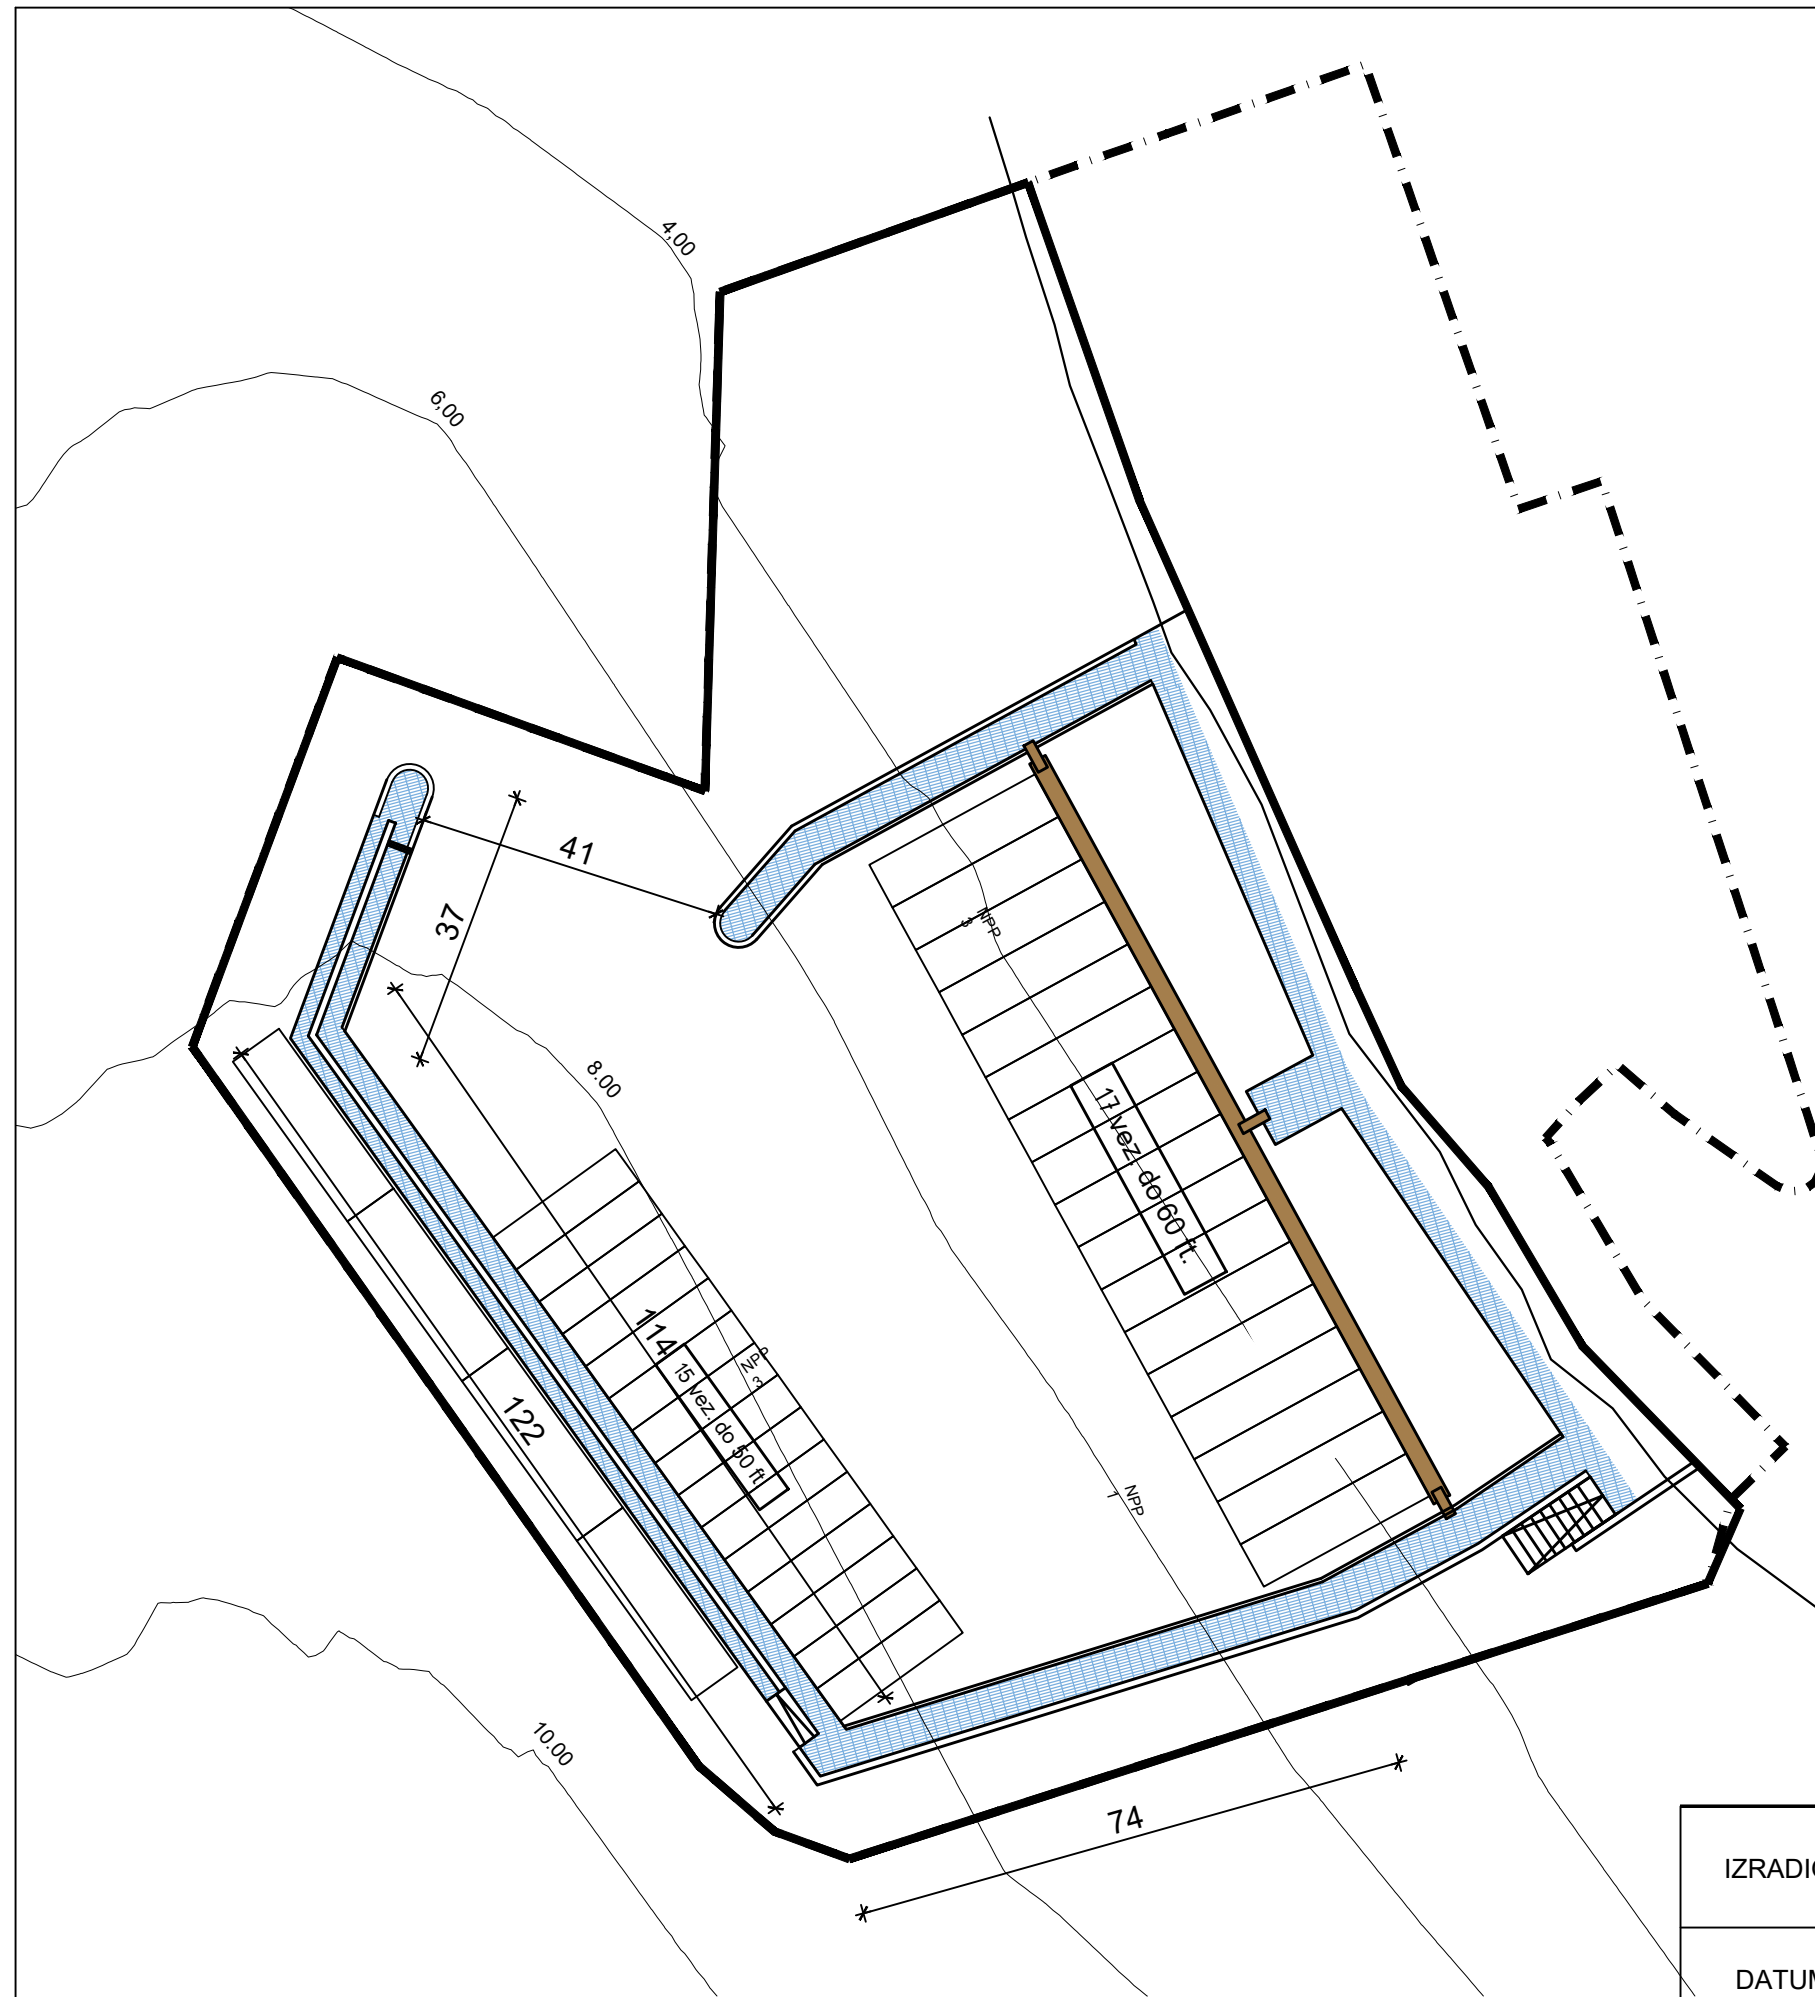 4,00
6,00
41
37
NPP
3
8.00
17 vez. do 60 ft.
114
NPP
3
15 vez. do 50 ft.
122
NPP
1
10.00
74
IZRADIO
DATUM